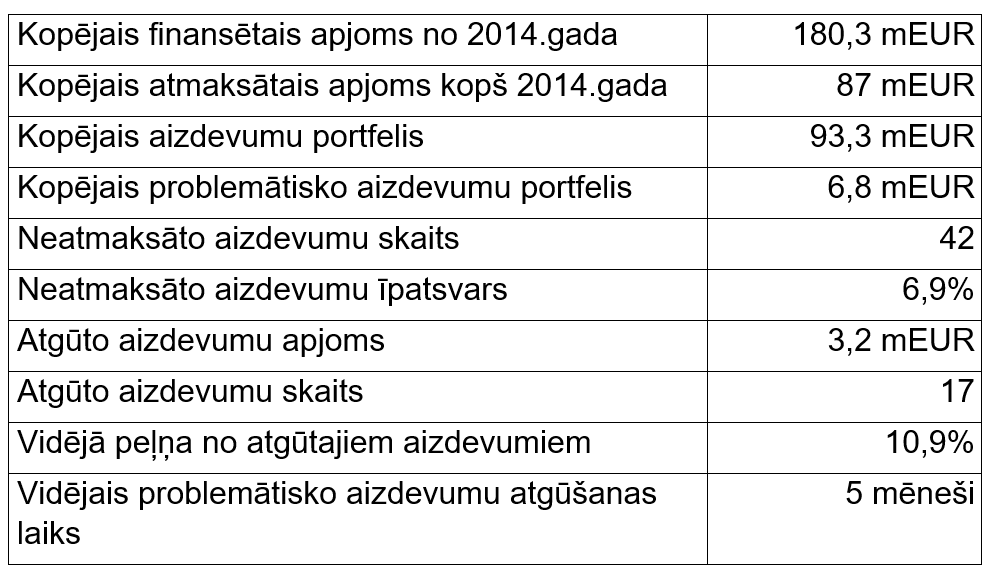 Kopējais finansētais apjoms no 2014.gada 180,3 mEUR
Kopējais atmaksātais apjoms kopš 2014.gada 87 mEUR
Kopējais aizdevumu portfelis 93,3 mEUR
Kopējais problemātisko aizdevumu portfelis 6,8 mEUR
Neatmaksāto aizdevumu skaits 42
Neatmaksāto aizdevumu īpatsvars 6,9%
Atgūto aizdevumu apjoms 3,2 mEUR
Atgūto aizdevumu skaits 17
Vidējā peļņa no atgūtajiem aizdevumiem 10,9%
Vidējais problemātisko aizdevumu atgūšanas 5 mēneši
laiks